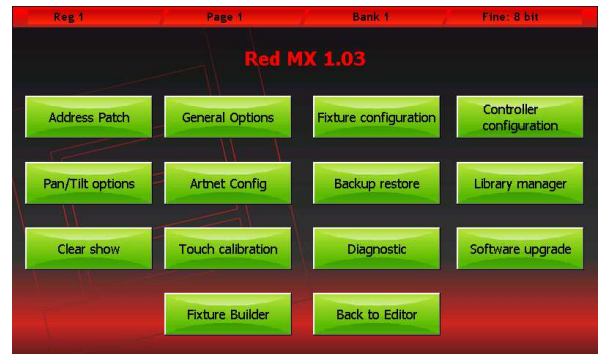 Reg 1 Page 1 Bank 1 Fine: 8 bit
Red MX 1.03
Address Patch General Options Fixture configuration Controller
configuration
Pan/Tilt options Artnet Config Backup restore Library manager
Clear show Touch calibration Diagnostic Software upgrade
Fixture Builder Back to Editor